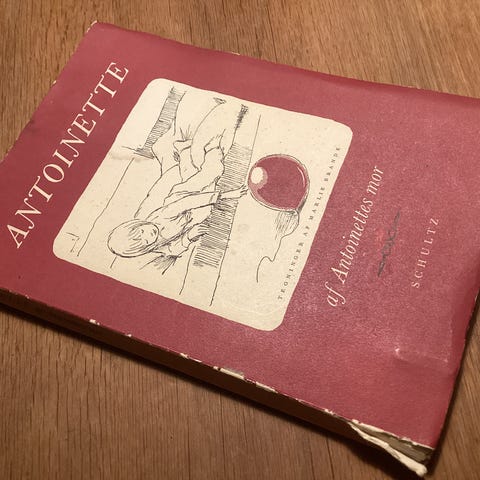 ANTOINETTE
TEGNINGER AF MARLIE BRANDE
af Antoinettes mor
SCHULTZ